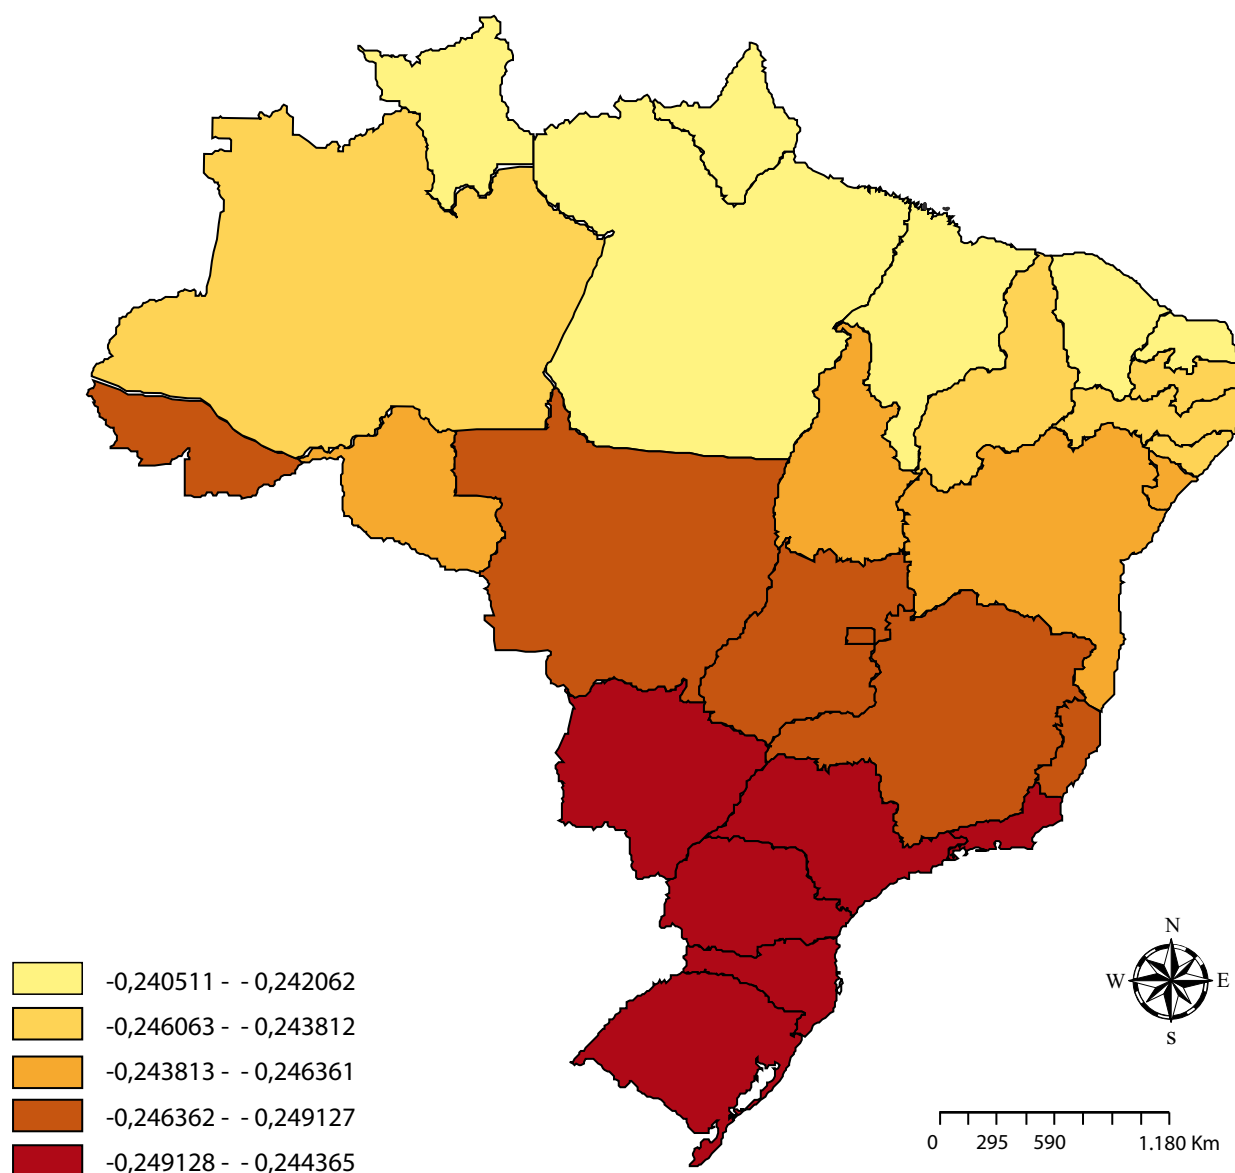 N
W E
S
-0,240511 - - 0,242062
-0,246063 - - 0,243812
-0,243813 - - 0,246361
-0,246362 - - 0,249127
-0,249128 - - 0,244365
0 295 590 1.180 Km